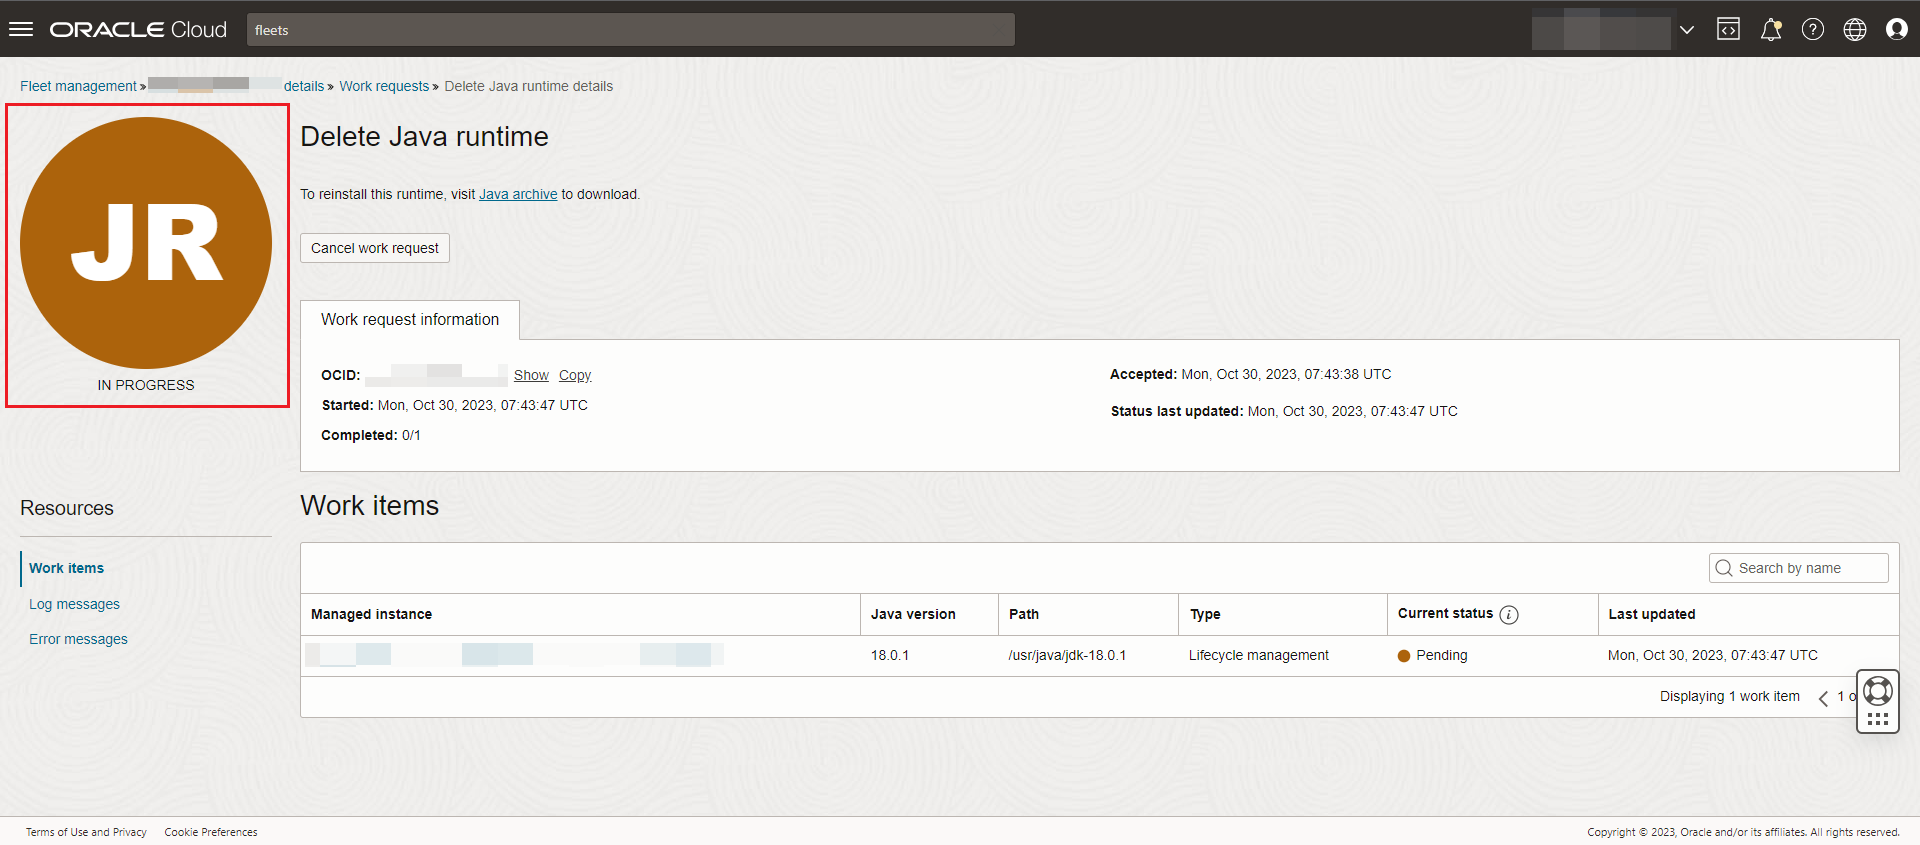 ORACLE Cloud
fleets
Fleet management » details » Work requests » Delete Java runtime details
JR
IN PROGRESS
Delete Java runtime
To reinstall this runtime, visit Java archive to download.
Cancel work request
Work request information
OCID: Show Copy
Started: Mon, Oct 30, 2023, 07:43:47 UTC
Completed: 0/1
Accepted: Mon, Oct 30, 2023, 07:43:38 UTC
Status last updated: Mon, Oct 30, 2023, 07:43:47 UTC
Resources
Work items
Log messages
Error messages
Work items
Search by name
Managed instance Java version Path Type Current status Last updated
18.0.1 /usr/java/jdk-18.0.1 Lifecycle management Pending Mon, Oct 30, 2023, 07:43:47 UTC
Displaying 1 work item 1 o
Terms of Use and Privacy Cookie Preferences
Copyright © 2023, Oracle and/or its affiliates. All rights reserved.